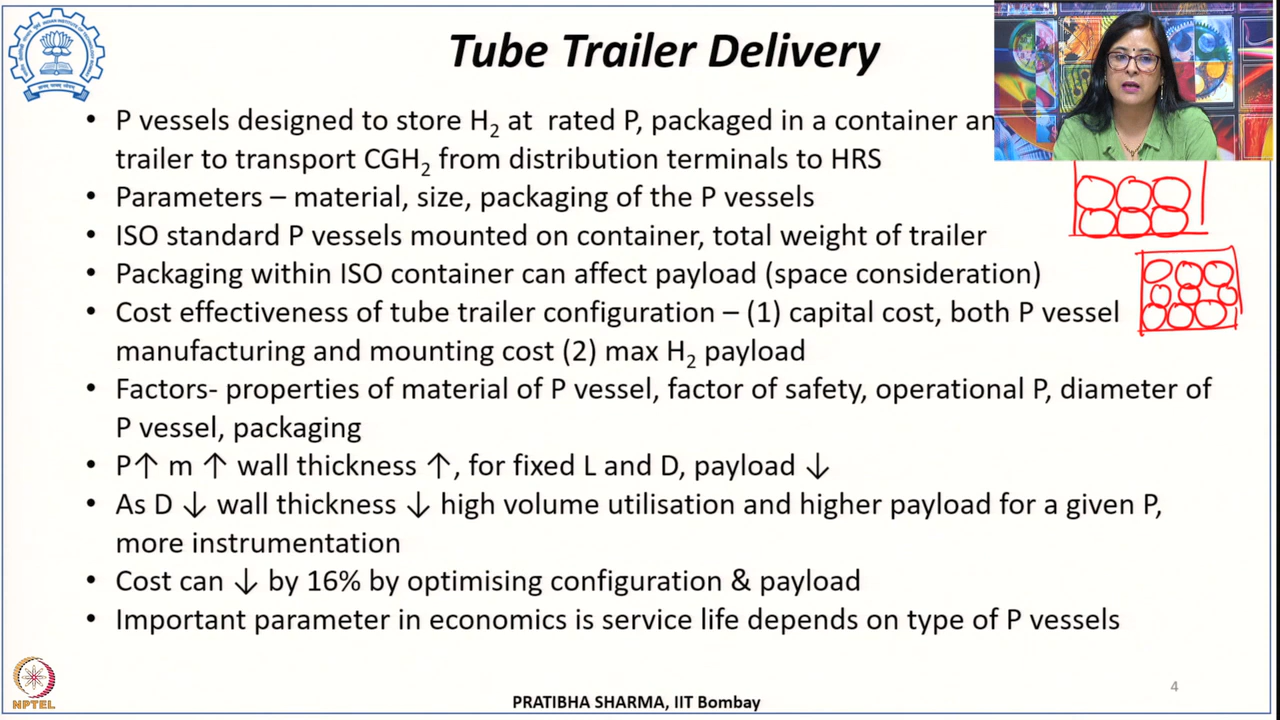 Tube Trailer Delivery
• P vessels designed to store H₂ at rated P, packaged in a container an
trailer to transport CGH₂ from distribution terminals to HRS
• Parameters – material, size, packaging of the P vessels
• ISO standard P vessels mounted on container, total weight of trailer
• Packaging within ISO container can affect payload (space consideration)
• Cost effectiveness of tube trailer configuration – (1) capital cost, both P vessel
manufacturing and mounting cost (2) max H₂ payload
• Factors- properties of material of P vessel, factor of safety, operational P, diameter of
P vessel, packaging
• P↑ m ↑ wall thickness ↑, for fixed L and D, payload ↓
• As D ↓ wall thickness ↓ high volume utilisation and higher payload for a given P,
more instrumentation
• Cost can ↓ by 16% by optimising configuration & payload
• Important parameter in economics is service life depends on type of P vessels
4
NPTEL
PRATIBHA SHARMA, IIT Bombay